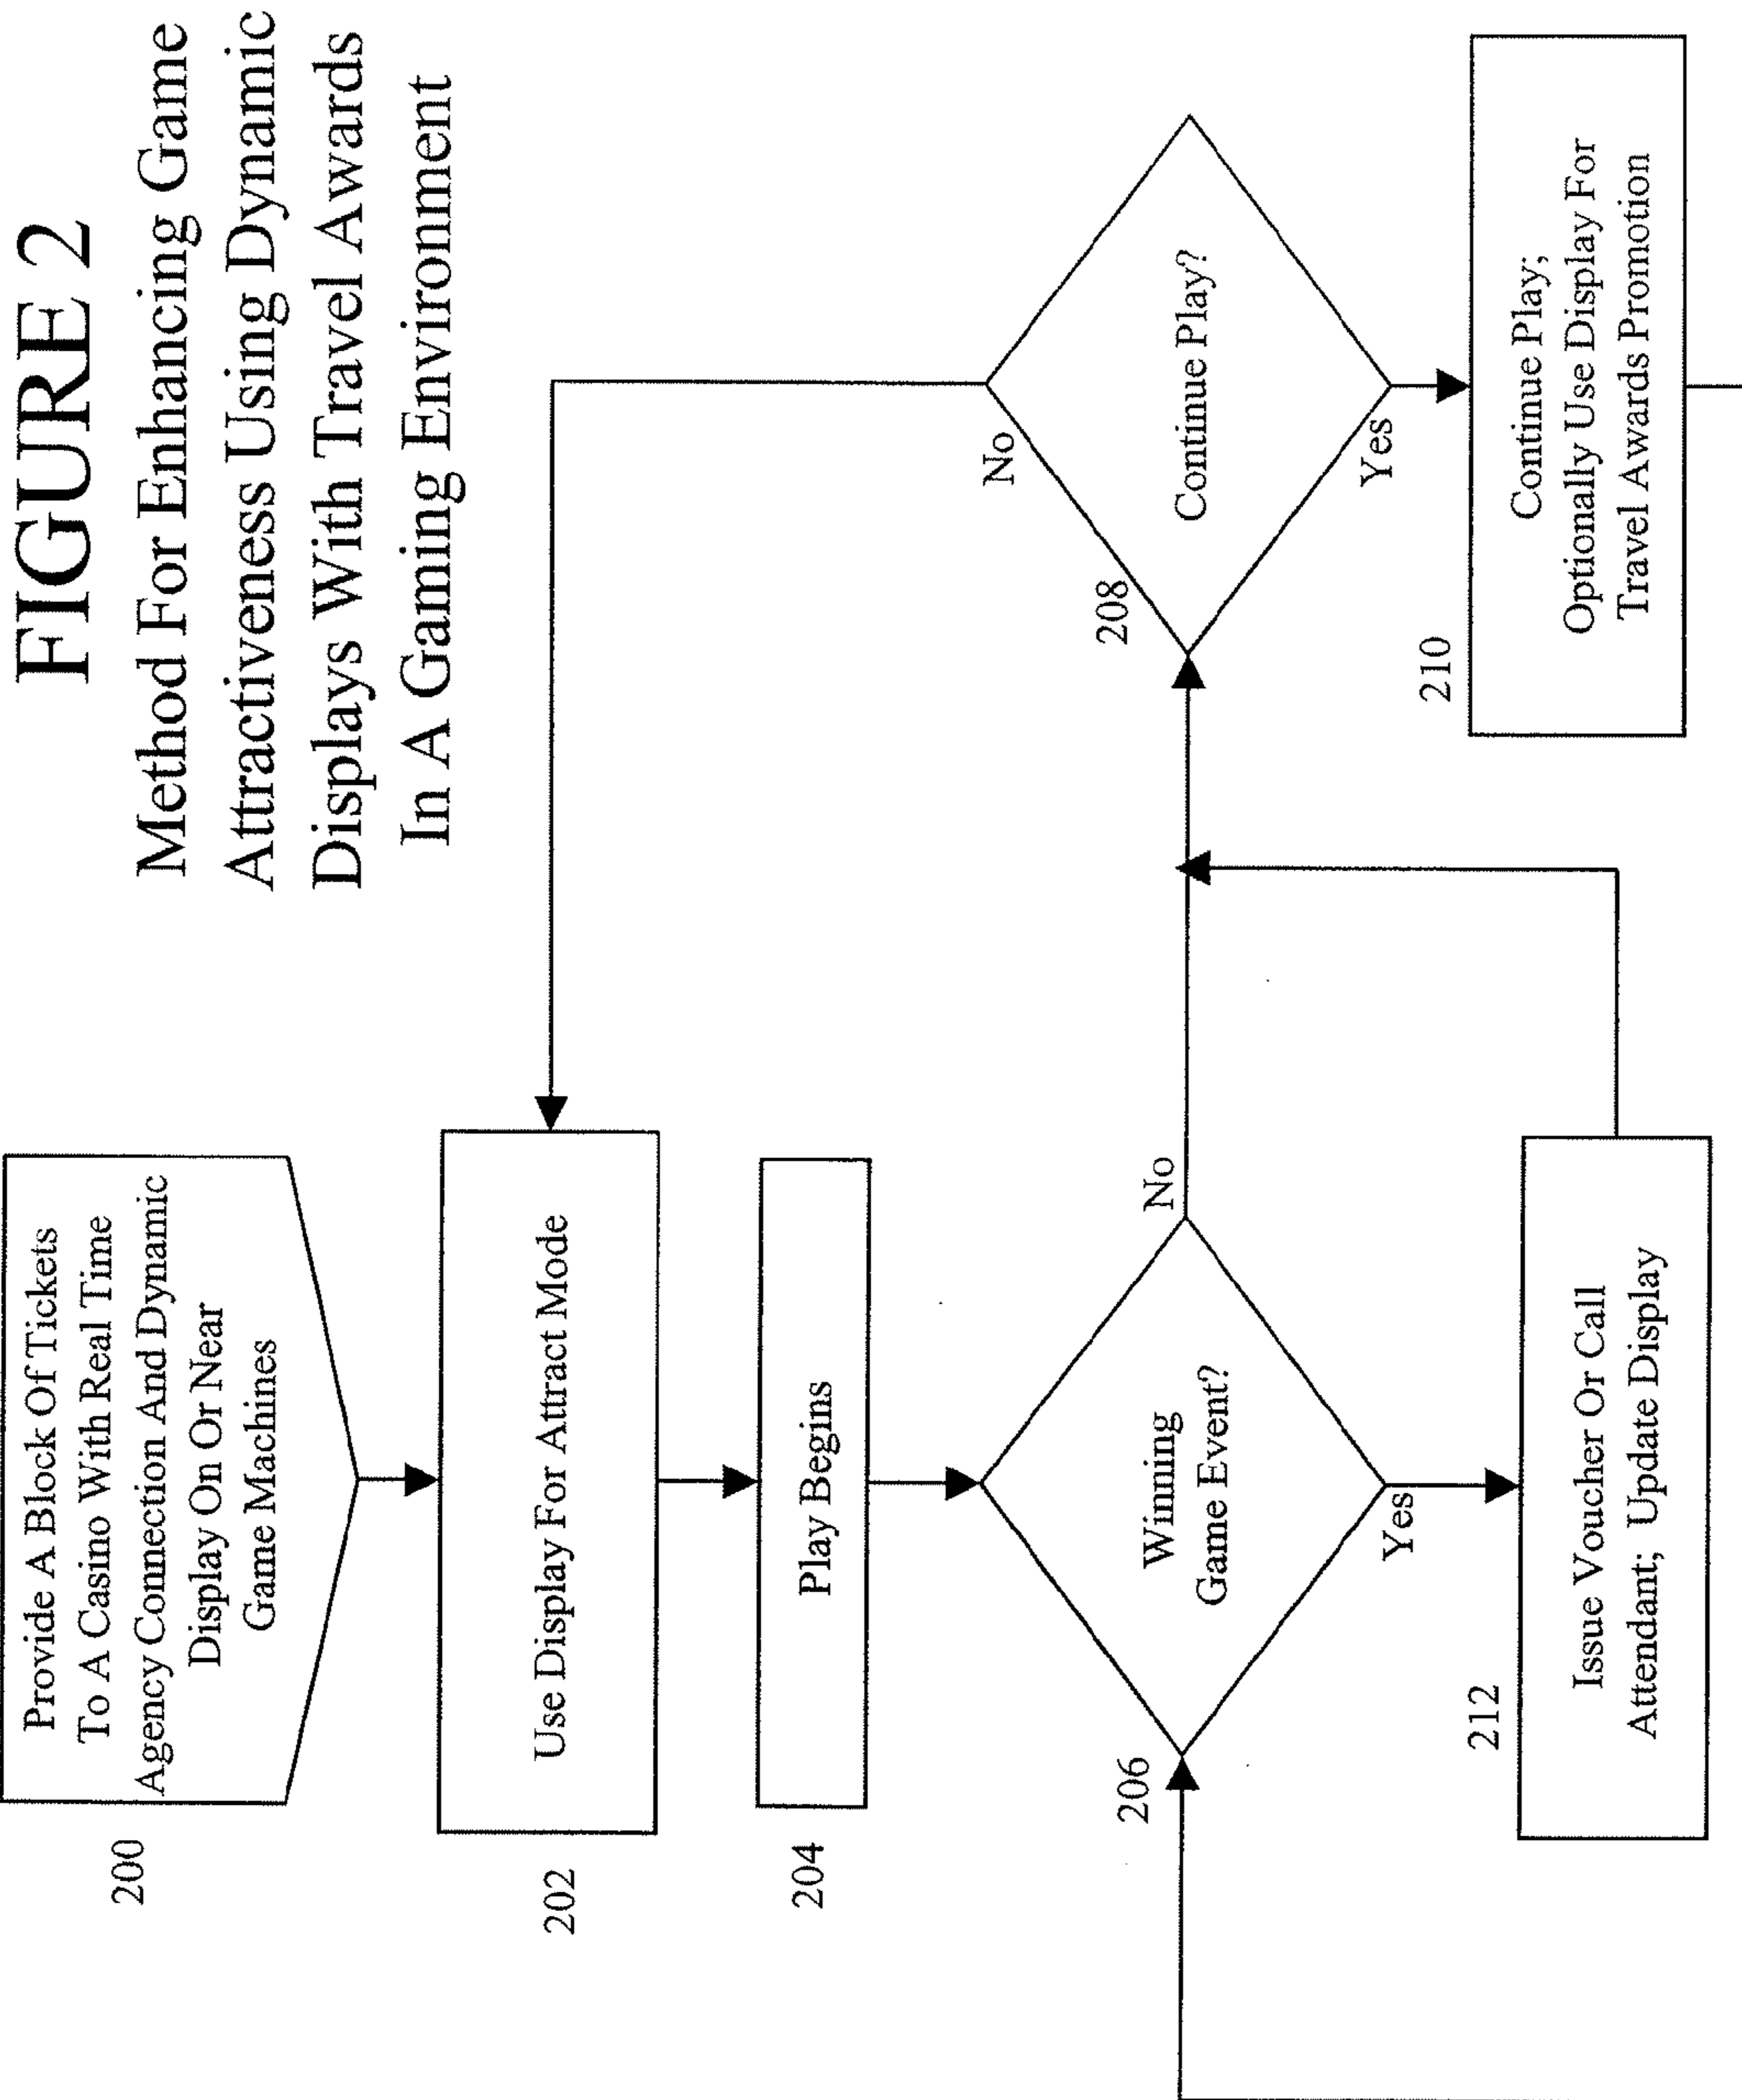 FIGURE 2
Method For Enhancing Game
Attractiveness Using Dynamic
Displays With Travel Awards
In A Gaming Environment
Provide A Block Of Tickets
To A Casino With Real Time
Agency Connection And Dynamic
Display On Or Near
Game Machines
200
Use Display For Attract Mode
202
Play Begins
204
Winning
Game Event?
206
No
Yes
Issue Voucher Or Call
Attendant; Update Display
212
Continue Play?
208
No
Yes
Continue Play;
Optionally Use Display For
Travel Awards Promotion
210